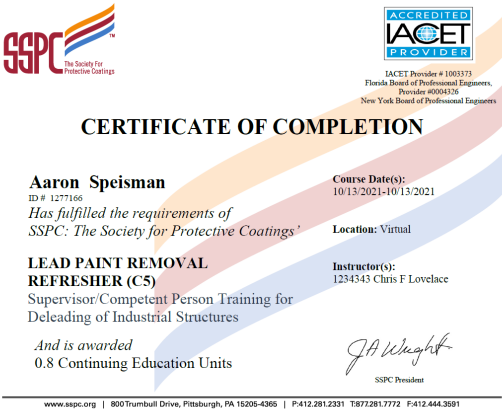 SSPC™
The Society For
Protective Coatings
ACCREDITED
IACET
PROVIDER
IACET Provider # 1003373
Florida Board of Professional Engineers,
Provider #0004326
New York Board of Professional Engineers
CERTIFICATE OF COMPLETION
Aaron Speisman
ID # 1277166
Has fulfilled the requirements of
SSPC: The Society for Protective Coatings’
LEAD PAINT REMOVAL
REFRESHER (C5)
Supervisor/Competent Person Training for
Deleading of Industrial Structures
And is awarded
0.8 Continuing Education Units
Course Date(s):
10/13/2021-10/13/2021
Location: Virtual
Instructor(s):
1234343 Chris F Lovelace
JA Wright
SSPC President
www.sspc.org | 800 Trumbull Drive, Pittsburgh, PA 15205-4365 | P:412.281.2331 T:877.281.7772 F:412.444.3591